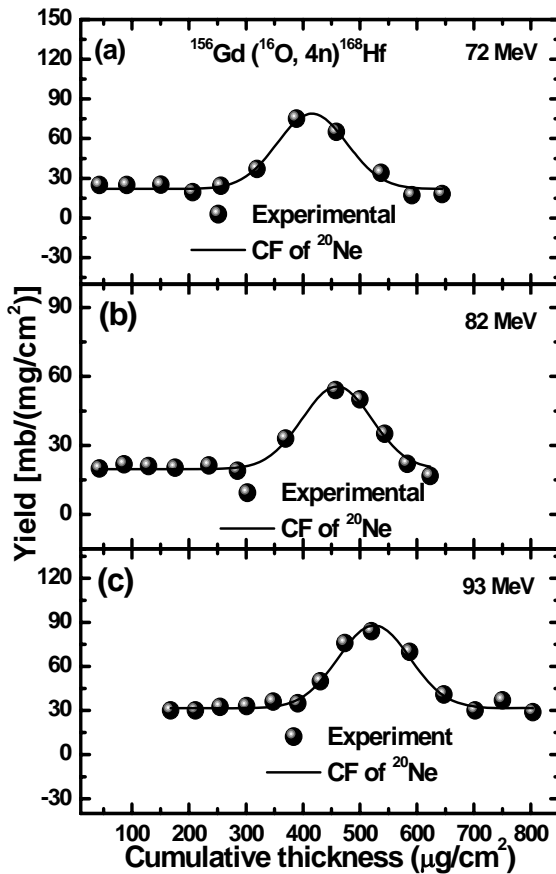 (a) ¹⁵⁶Gd (¹⁶O, 4n)¹⁶⁸Hf 72 MeV
90
60
30
0
-30
Experimental
CF of ²⁰Ne
(b) 82 MeV
90
60
30
0
Experimental
CF of ²⁰Ne
(c) 93 MeV
120
90
60
30
0
-30
Experiment
CF of ²⁰Ne
Yield [mb/(mg/cm²)]
100 200 300 400 500 600 700 800
Cumulative thickness (μg/cm²)